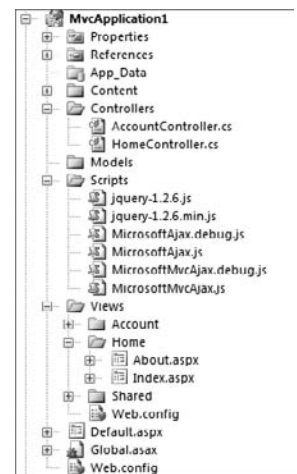 MvcApplication1
Properties
References
App_Data
Content
Controllers
AccountController.cs
HomeController.cs
Models
Scripts
jquery-1.2.6.js
jquery-1.2.6.min.js
MicrosoftAjax.debug.js
MicrosoftAjax.js
MicrosoftMvcAjax.debug.js
MicrosoftMvcAjax.js
Views
Account
Home
About.aspx
Index.aspx
Shared
Web.config
Default.aspx
Global.asax
Web.config